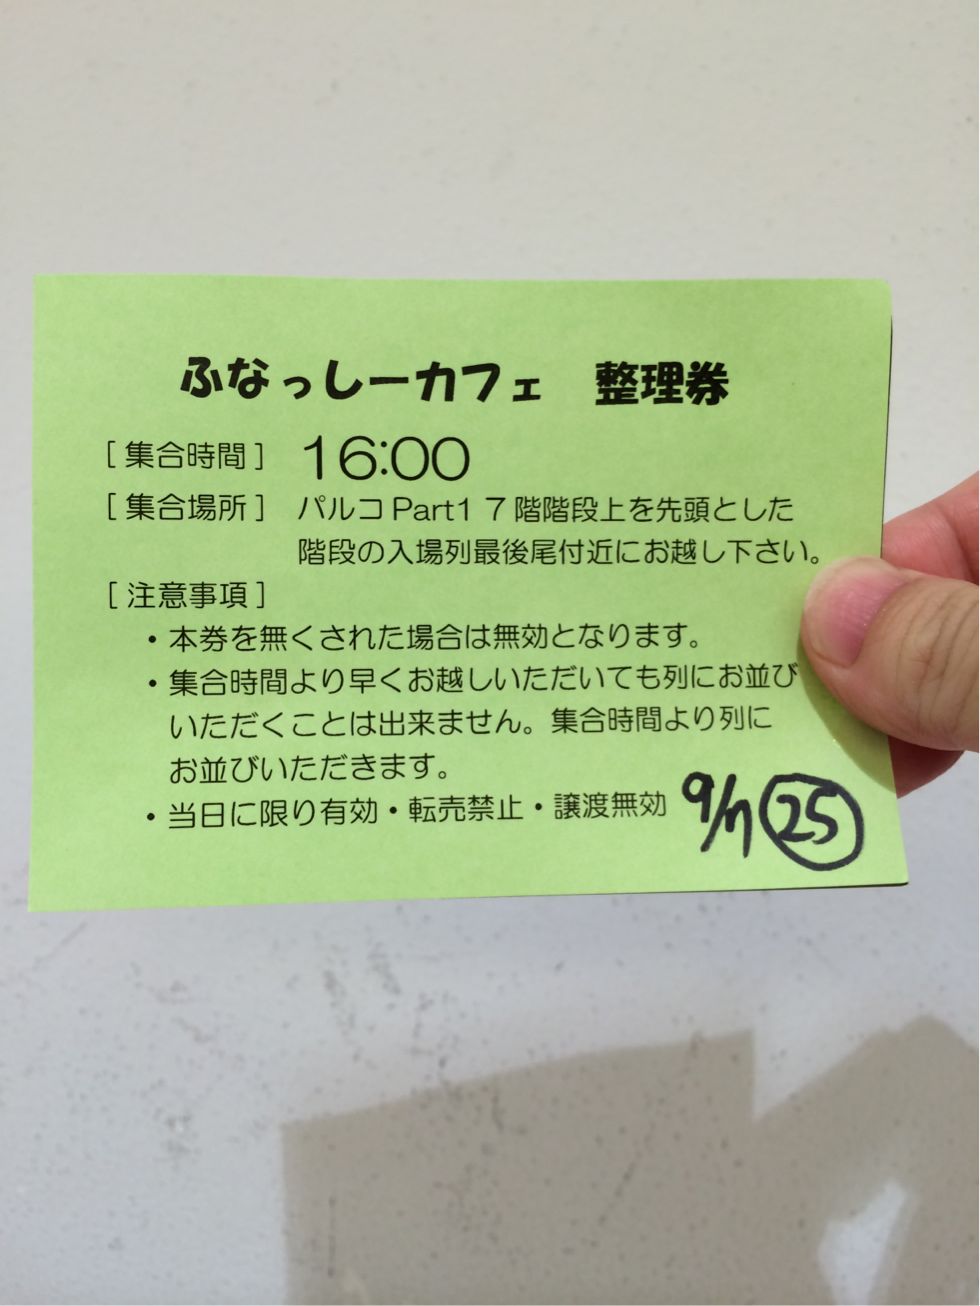 ふなっしーカフェ 整理券
[ 集合時間 ] 16:00
[ 集合場所 ] パルコ Part1 7 階階段上を先頭とした
階段の入場列最後尾付近にお越し下さい。
[ 注意事項 ]
・本券を無くされた場合は無効となります。
・集合時間より早くお越しいただいても列にお並び
いただくことは出来ません。集合時間より列に
お並びいただきます。
・当日に限り有効・転売禁止・譲渡無効
9/7 25